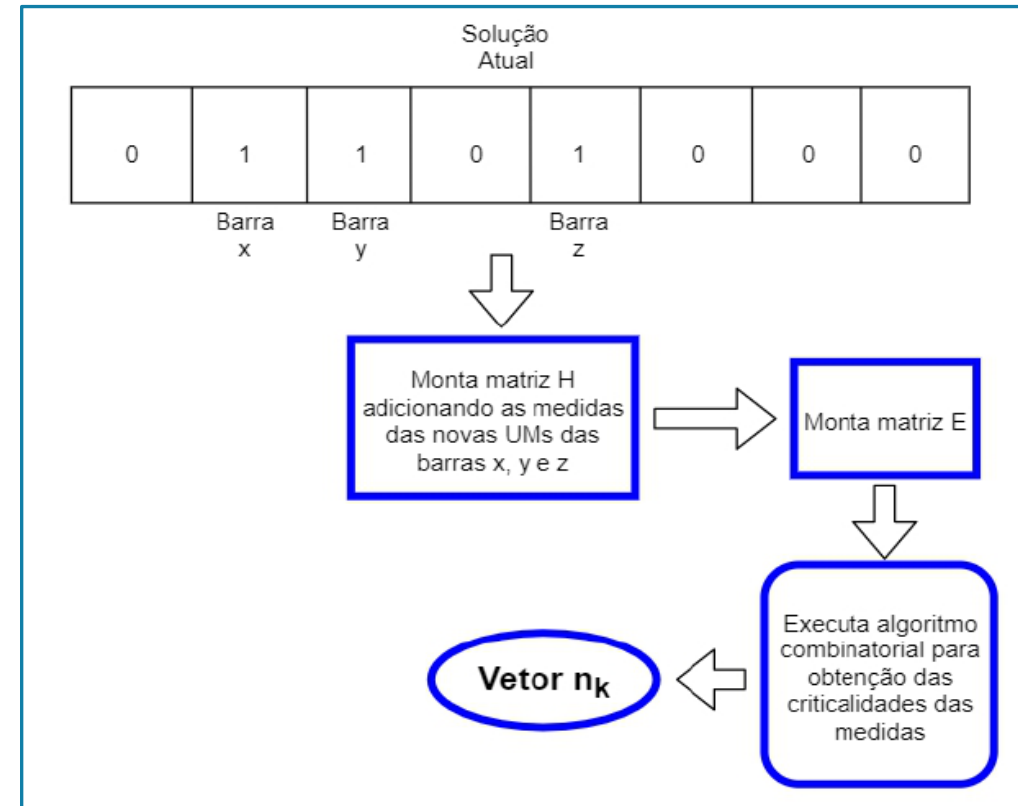 Solução
Atual
0 1 1 0 1 0 0 0
Barra Barra Barra
x y z
Monta matriz H
adicionando as medidas
das novas UMs das
barras x, y e z
Monta matriz E
Executa algoritmo
combinatorial para
obtenção das
criticalidades das
medidas
Vetor nk